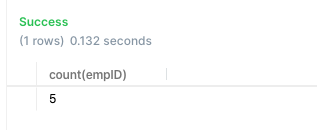 Success
(1 rows) 0.132 seconds
count(empID)
5